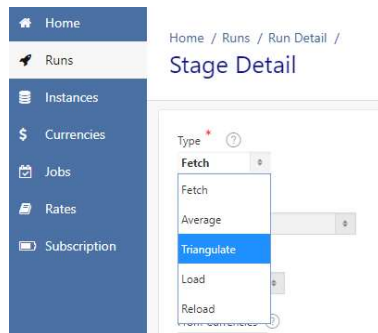 Home
Runs
Instances
$ Currencies
Jobs
Rates
Subscription
Home / Runs / Run Detail /
Stage Detail
Type * ?
Fetch
Fetch
Average
Triangulate
Load
Reload
Currencies ?